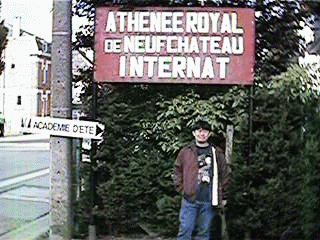 ATHENEE ROYAL
DE NEUFCHATEAU
INTERNAT
ACADEMIE D'ETE